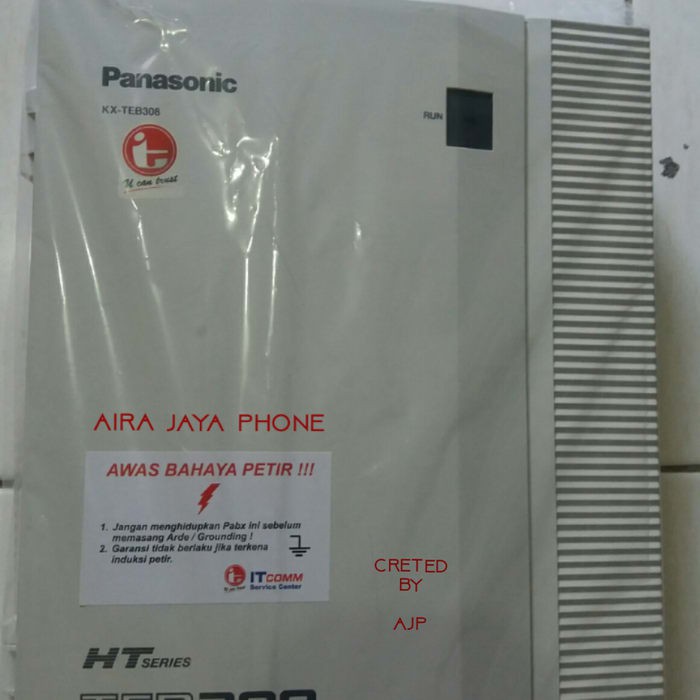 Panasonic
KX-TEB308
RUN
it
U can trust
AIRA JAYA PHONE
AWAS BAHAYA PETIR !!!
1. Jangan menghidupkan Pabx ini sebelum
memasang Arde / Grounding !
2. Garansi tidak berlaku jika terkena
induksi petir.
ITCOMM
Service Center
CRETED
BY
AJP
HT SERIES